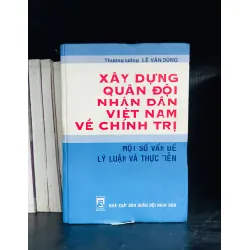 Thượng tướng LÊ VĂN DŨNG
XÂY DỰNG
QUÂN ĐỘI
NHÂN DÂN
VIỆT NAM
VỀ CHÍNH TRỊ
MỘT SỐ VẤN ĐỀ
LÝ LUẬN VÀ THỰC TIỄN
NHÀ XUẤT BẢN QUÂN ĐỘI NHÂN DÂN